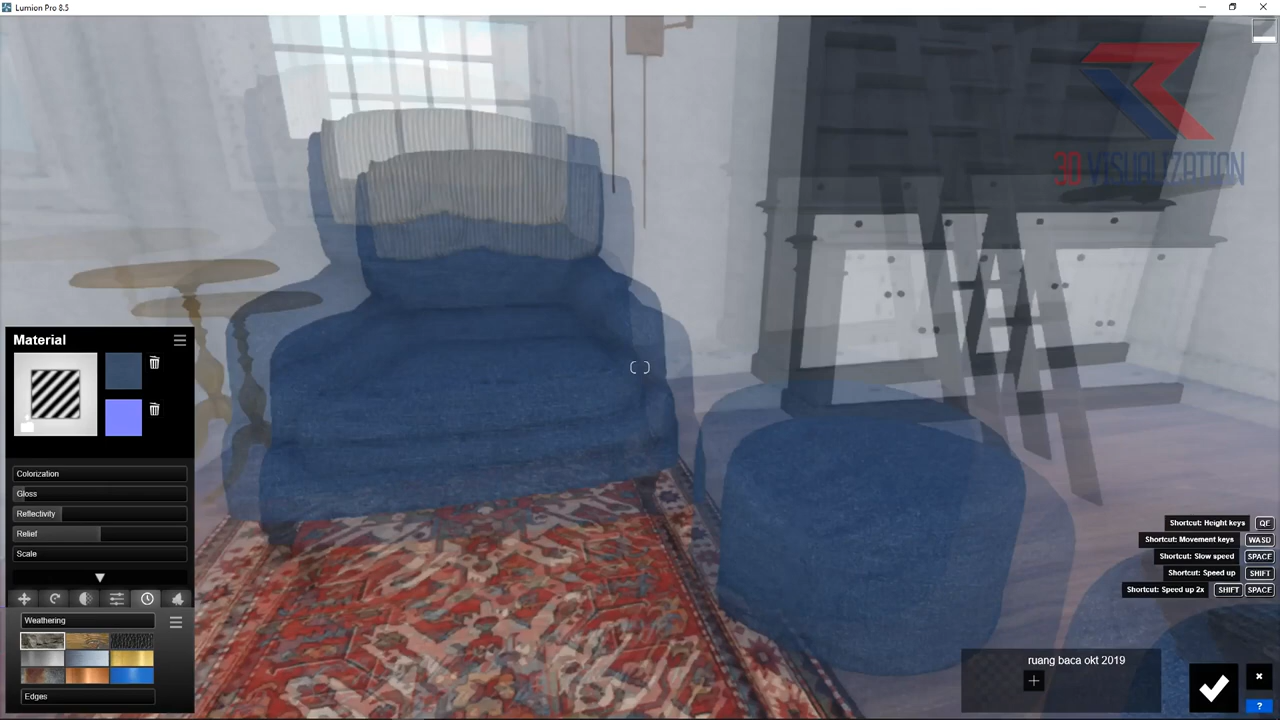 Lumion Pro 8.5
3D VISUALIZATION
Material
Colorization
Gloss
Reflectivity
Relief
Scale
Weathering
Edges
Shortcut: Height keys QE
Shortcut: Movement keys WASD
Shortcut: Slow speed SPACE
Shortcut: Speed up SHIFT
Shortcut: Speed up 2x SHIFT SPACE
ruang baca okt 2019
+
?